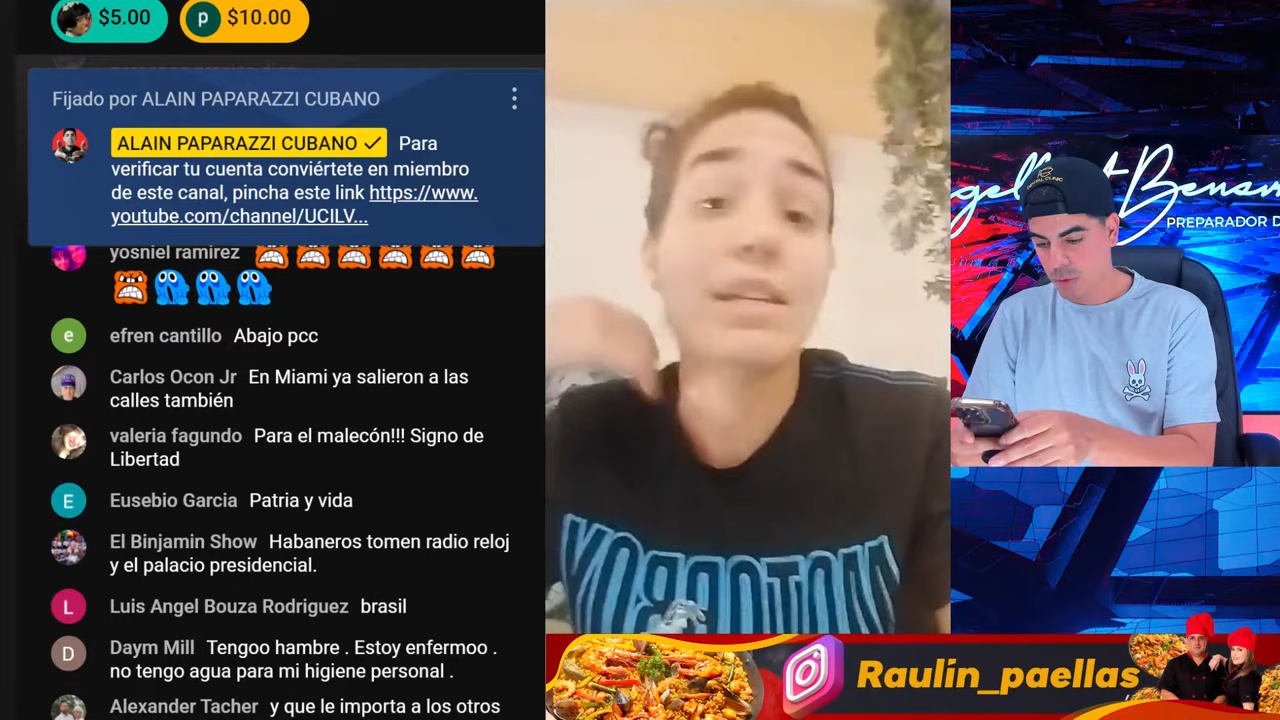 $5.00
p $10.00
Fijado por ALAIN PAPARAZZI CUBANO
ALAIN PAPARAZZI CUBANO Para
verificar tu cuenta conviértete en miembro
de este canal, pincha este link https://www.
youtube.com/channel/UCILV...
yosniel ramirez
e efren cantillo Abajo pcc
Carlos Ocon Jr En Miami ya salieron a las
calles también
valeria fagundo Para el malecón!!! Signo de
Libertad
E Eusebio Garcia Patria y vida
El Binjamin Show Habaneros tomen radio reloj
y el palacio presidencial.
L Luis Angel Bouza Rodriguez brasil
D Daym Mill Tengoo hambre . Estoy enfermoo .
no tengo agua para mi higiene personal .
Alexander Tacher y que le importa a los otros
PREPARADOR D
Raulin_paellas